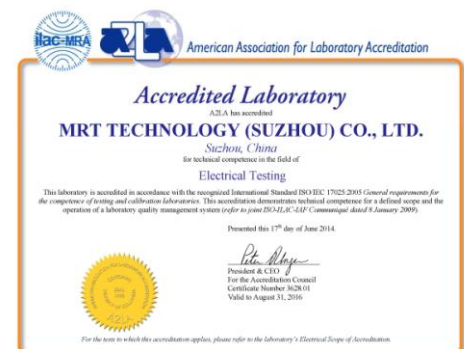 ilac-MRA
A2LA
American Association for Laboratory Accreditation
Accredited Laboratory
A2LA has accredited
MRT TECHNOLOGY (SUZHOU) CO., LTD.
Suzhou, China
for technical competence in the field of
Electrical Testing
This laboratory is accredited in accordance with the recognized International Standard ISO/IEC 17025:2005 General requirements for
the competence of testing and calibration laboratories. This accreditation demonstrates technical competence for a defined scope and the
operation of a laboratory quality management system (refer to joint ISO-ILAC-IAF Communiqué dated 8 January 2009).
Presented this 17th day of June 2014.
President & CEO
For the Accreditation Council
Certificate Number 3628.01
Valid to August 31, 2016
A2LA
For the tests to which this accreditation applies, please refer to the laboratory's Electrical Scope of Accreditation.